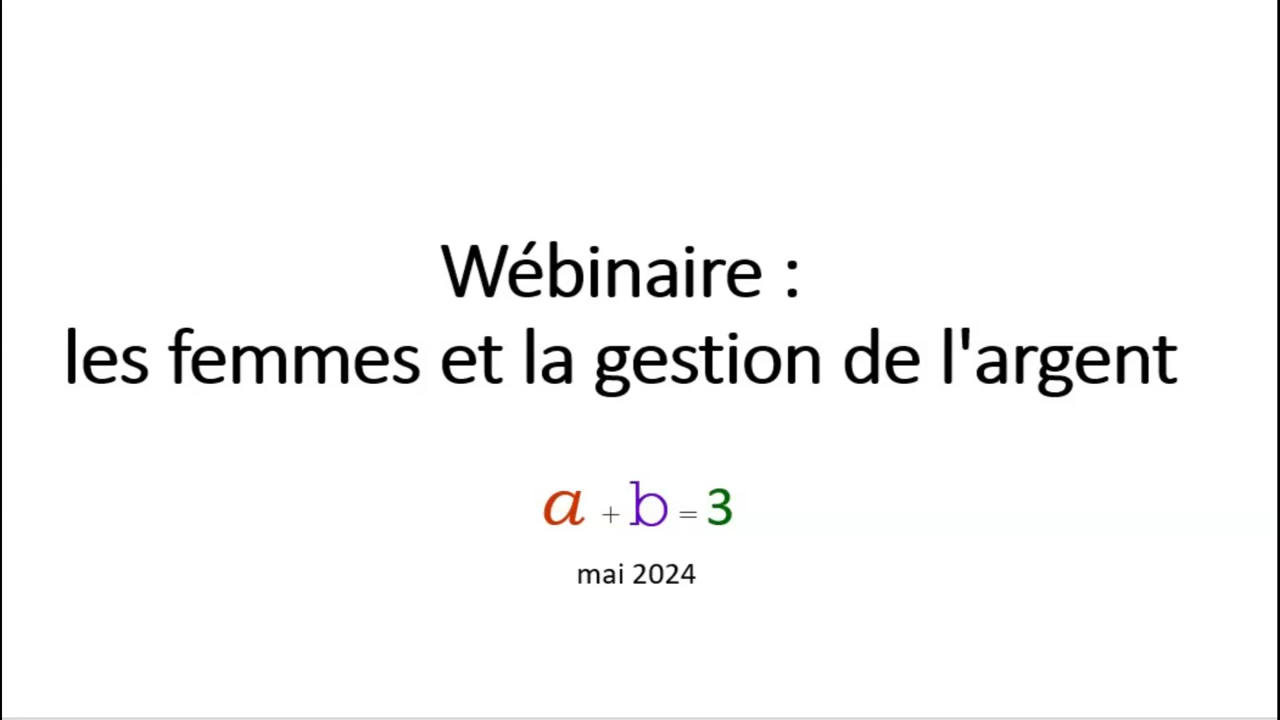 Wébinaire :
les femmes et la gestion de l'argent
a + b = 3
mai 2024